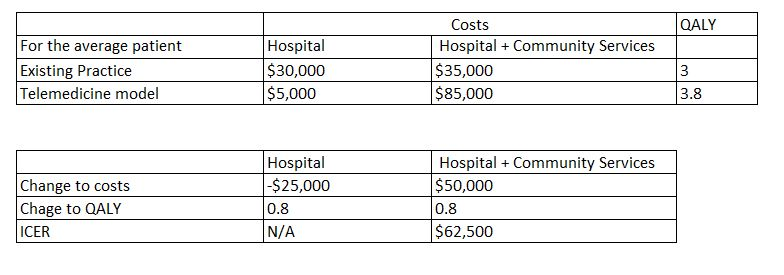 Costs QALY
For the average patient Hospital Hospital + Community Services
Existing Practice $30,000 $35,000 3
Telemedicine model $5,000 $85,000 3.8
Hospital Hospital + Community Services
Change to costs -$25,000 $50,000
Chage to QALY 0.8 0.8
ICER N/A $62,500